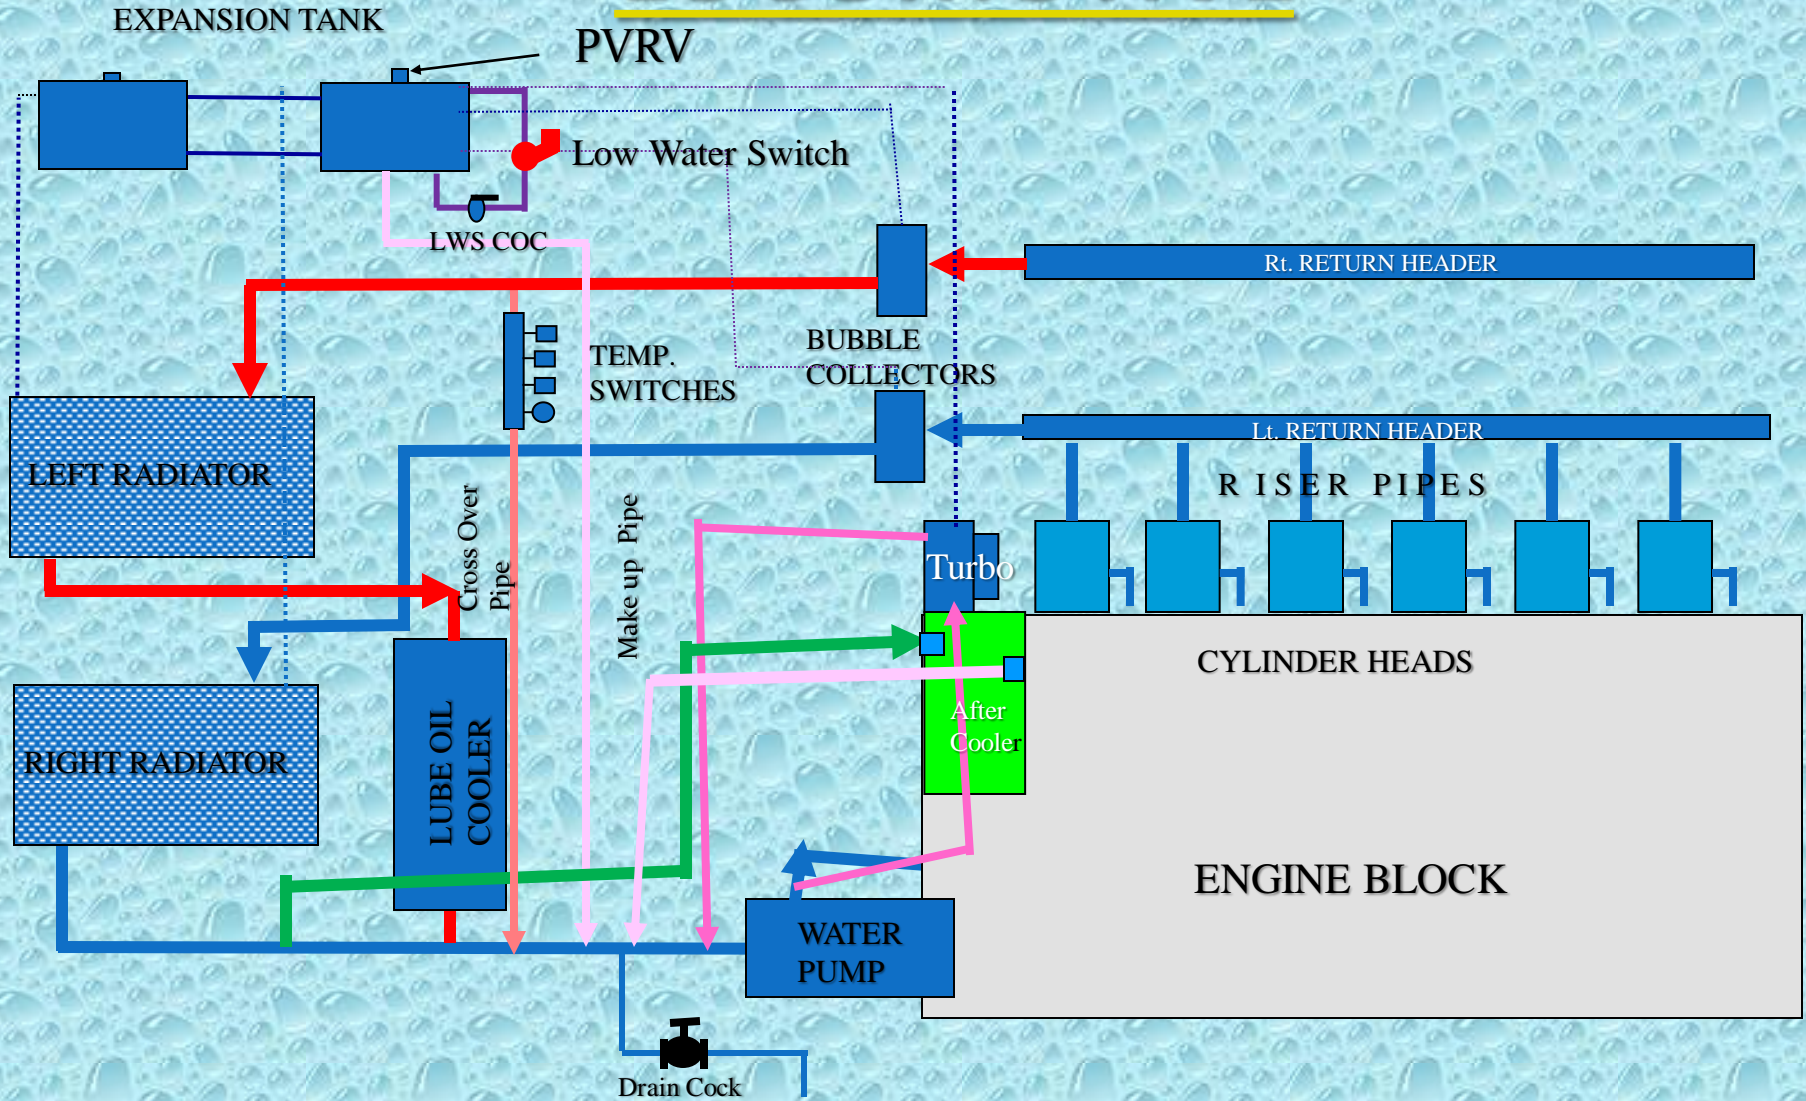 EXPANSION TANK
PVRV
Low Water Switch
LWS COC
Rt. RETURN HEADER
BUBBLE
COLLECTORS
TEMP.
SWITCHES
Lt. RETURN HEADER
R ISER PIPES
LEFT RADIATOR
Cross Over
Pipe
Make up Pipe
Turbo
CYLINDER HEADS
After
Cooler
RIGHT RADIATOR
LUBE OIL
COOLER
ENGINE BLOCK
WATER
PUMP
Drain Cock